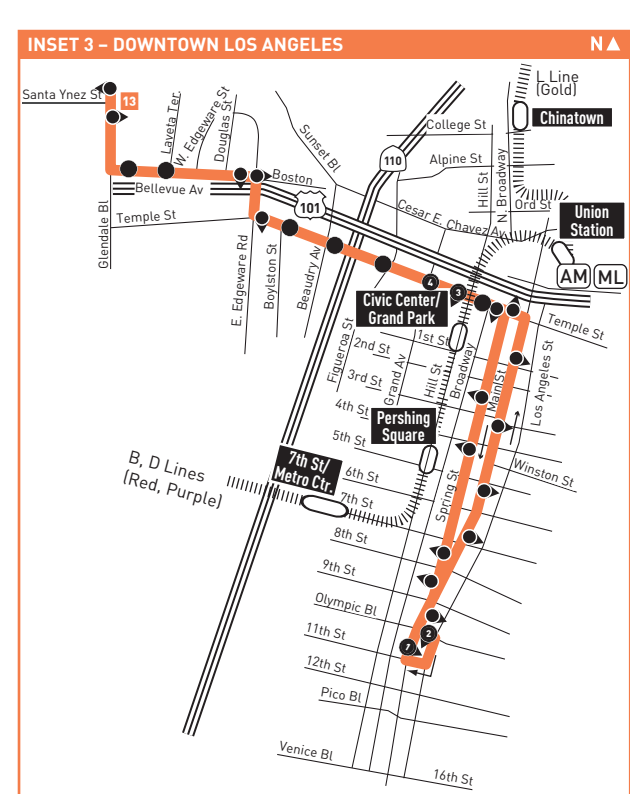 INSET 3 – DOWNTOWN LOS ANGELES
N
L Line
(Gold)
Santa Ynez St
13
Laveta Ter.
W. Edgeware St
Douglas St
Sunset Bl
110
College St
Chinatown
Alpine St
Hill St
N. Broadway
Ord St
Boston
Bellevue Av
101
Cesar E. Chavez Av
Union
Station
Glendale Bl
Temple St
E. Edgeware Rd
Boylston St
Beaudry Av
AM
ML
4
3
Civic Center/
Grand Park
Temple St
1st St
2nd St
3rd St
4th St
5th St
6th St
7th St
8th St
9th St
Olympic Bl
11th St
12th St
Pico Bl
Venice Bl
16th St
Figueroa St
Grand Av
Hill St
Broadway
Main St
Los Angeles St
Pershing
Square
Winston St
Spring St
B, D Lines
(Red, Purple)
7th St/
Metro Ctr.
2
1